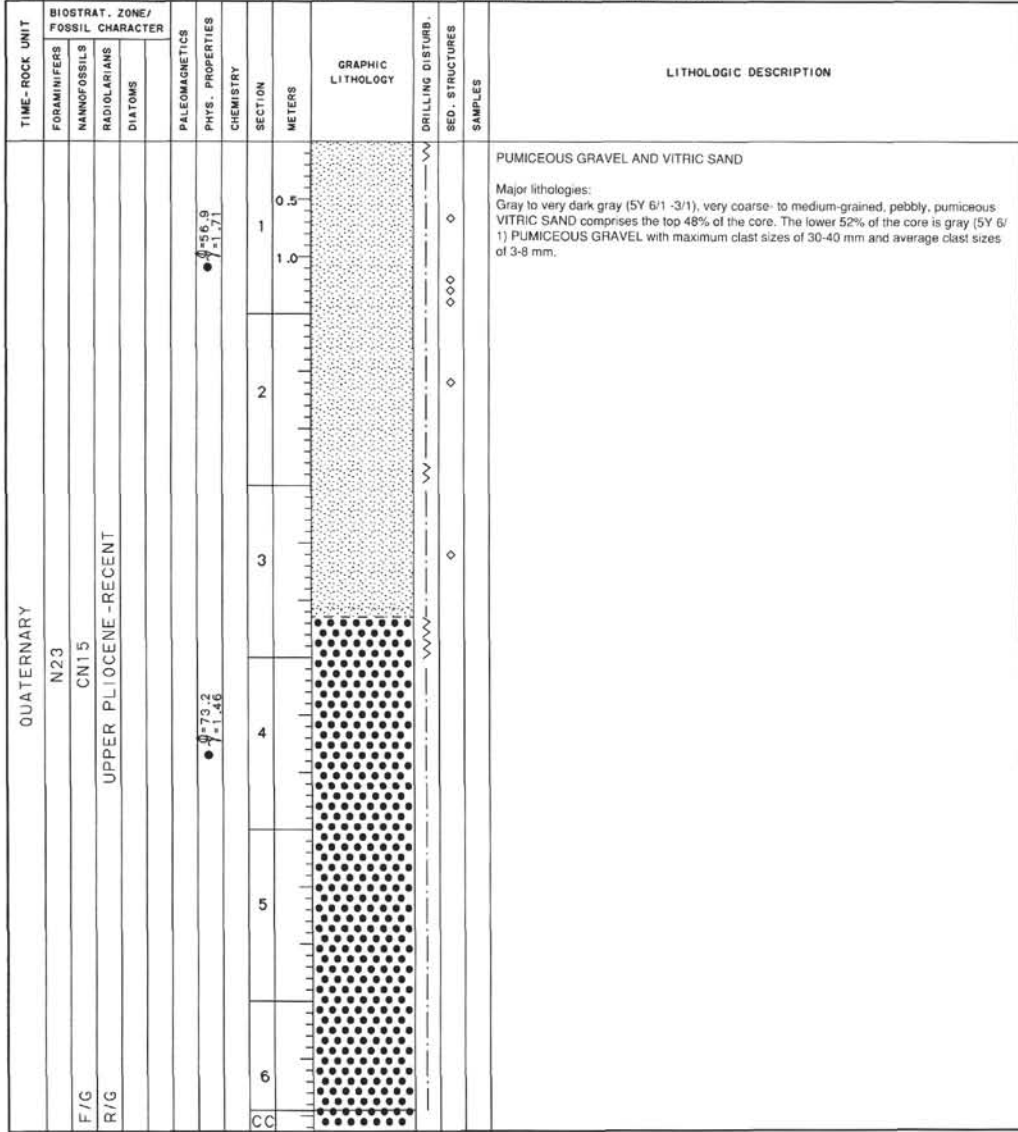 TIME-ROCK UNIT
BIOSTRAT. ZONE/
FOSSIL CHARACTER
FORAMINIFERS
NANNOFOSSILS
RADIOLARIANS
DIATOMS
PALEOMAGNETICS
PHYS. PROPERTIES
CHEMISTRY
SECTION
METERS
GRAPHIC
LITHOLOGY
DRILLING DISTURB.
SED. STRUCTURES
SAMPLES
LITHOLOGIC DESCRIPTION
QUATERNARY
N23
CN15
F/G
UPPER PLIOCENE-RECENT
R/G
φ=56.9
γ=1.71
φ=73.2
γ=1.46
1
2
3
4
5
6
CC
0.5
1.0
PUMICEOUS GRAVEL AND VITRIC SAND
Major lithologies:
Gray to very dark gray (5Y 6/1 -3/1), very coarse- to medium-grained, pebbly, pumiceous
VITRIC SAND comprises the top 48% of the core. The lower 52% of the core is gray (5Y 6/
1) PUMICEOUS GRAVEL with maximum clast sizes of 30-40 mm and average clast sizes
of 3-8 mm.